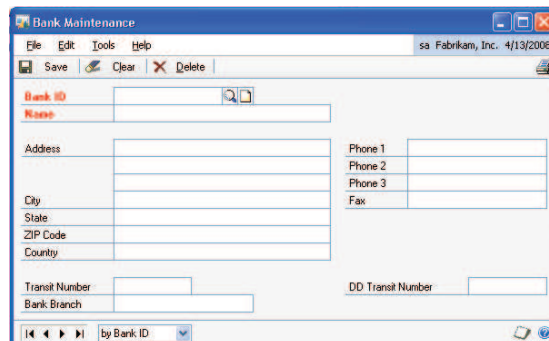 Bank Maintenance
File Edit Tools Help
sa Fabrikam, Inc. 4/13/2008
Save Clear Delete
Bank ID
Name
Address
Phone 1
Phone 2
Phone 3
City
Fax
State
ZIP Code
Country
Transit Number
DD Transit Number
Bank Branch
by Bank ID